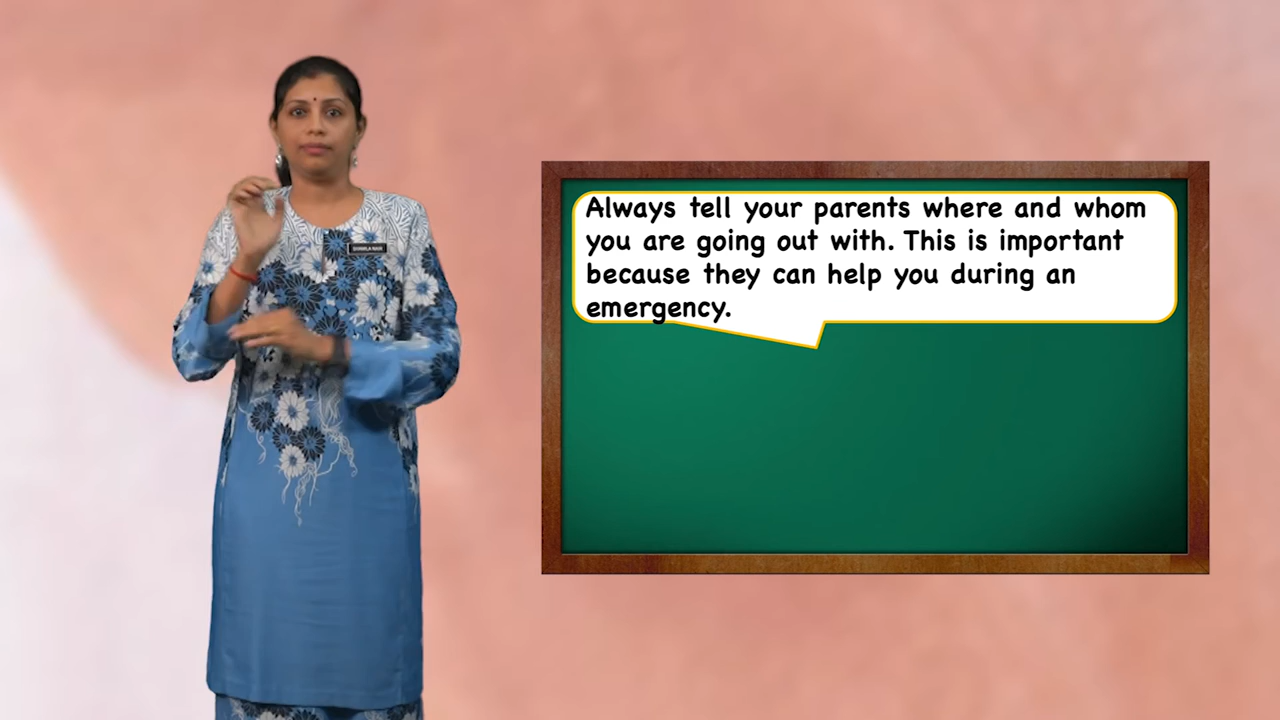 Always tell your parents where and whom
you are going out with. This is important
because they can help you during an
emergency.